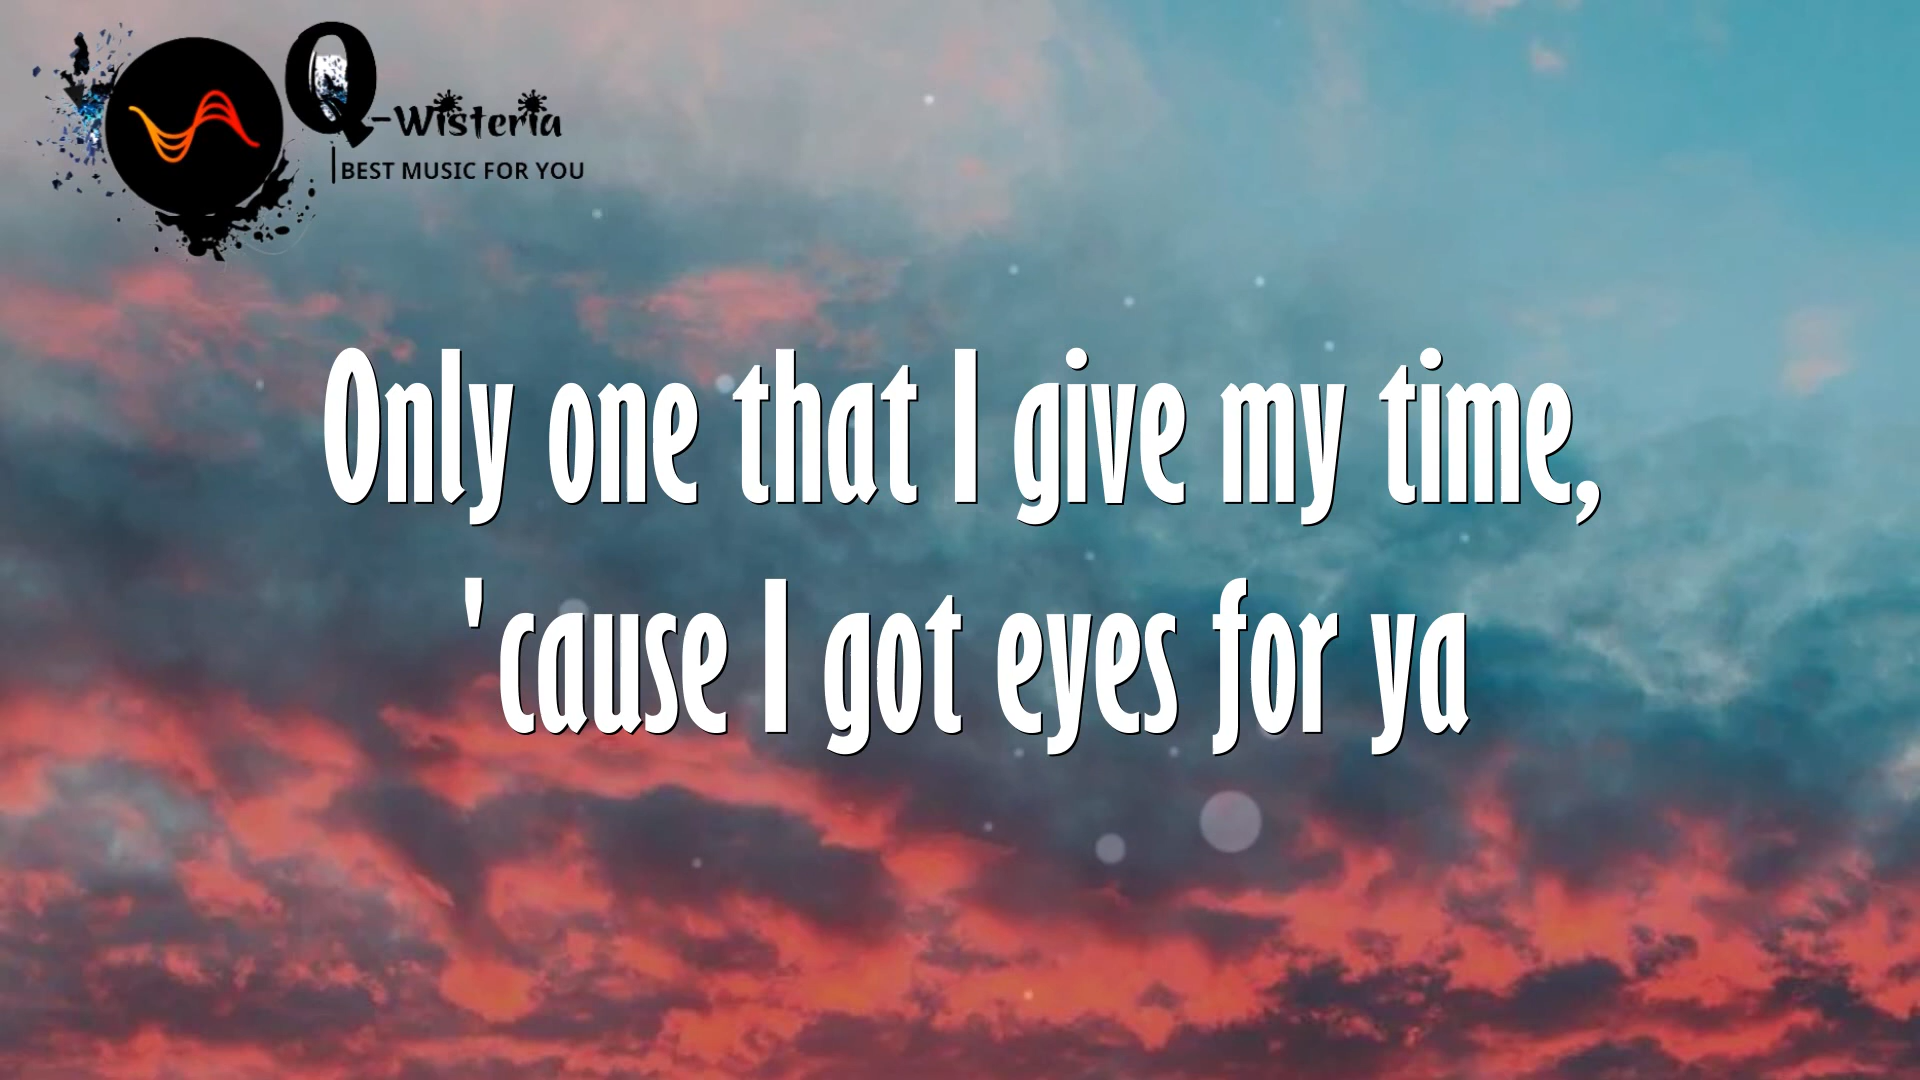 Q-Wisteria
BEST MUSIC FOR YOU
Only one that I give my time,
'cause I got eyes for ya